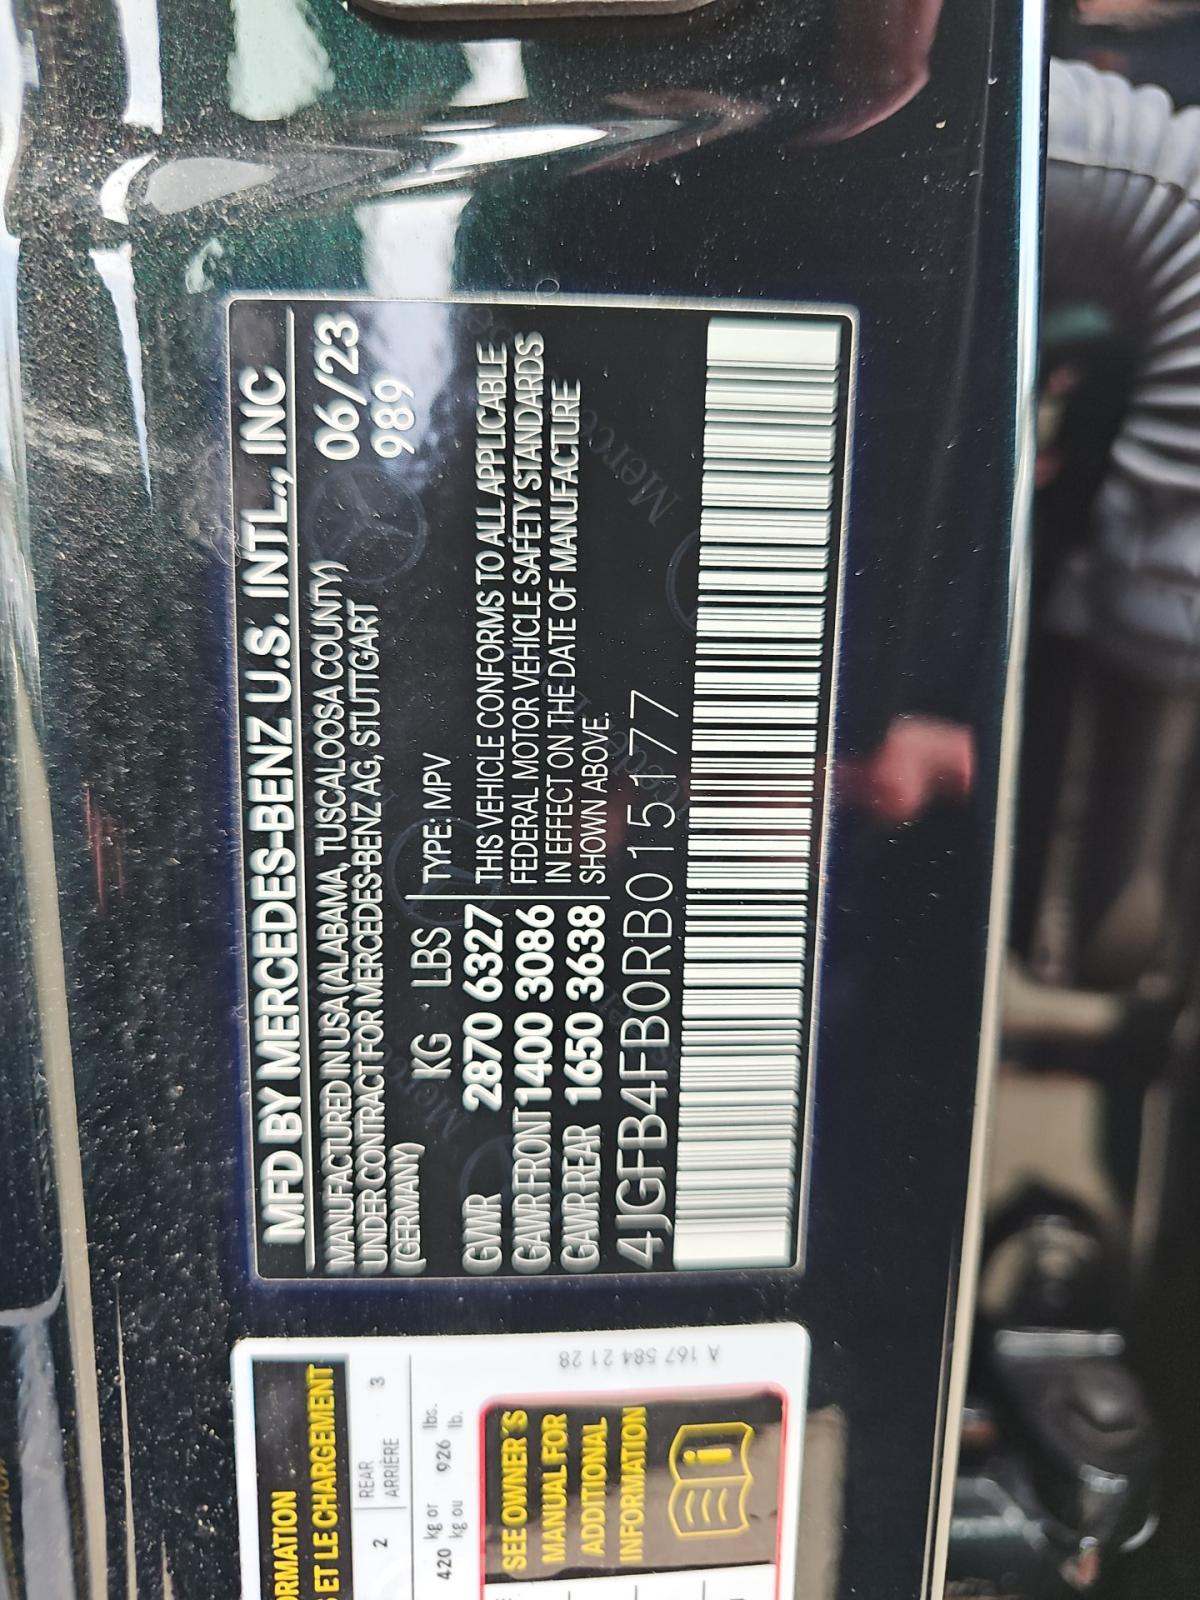 MFD BY MERCEDES-BENZ U.S. INTL., INC
MANUFACTURED IN USA (ALABAMA, TUSCALOOSA COUNTY) 06/23
UNDER CONTRACT FOR MERCEDES-BENZ AG, STUTTGART 989
(GERMANY)
KG LBS TYPE: MPV
GVWR 2870 6327
GAWR FRONT 1400 3086
GAWR REAR 1650 3638
THIS VEHICLE CONFORMS TO ALL APPLICABLE
FEDERAL MOTOR VEHICLE SAFETY STANDARDS
IN EFFECT ON THE DATE OF MANUFACTURE
SHOWN ABOVE.
4JGFB4FB0RB015177
ORMATION
ET LE CHARGEMENT
2 REAR 3
ARRIÈRE
420 kg or 926 lbs.
kg ou lb.
SEE OWNER'S
MANUAL FOR
ADDITIONAL
INFORMATION
A 167 584 21 28